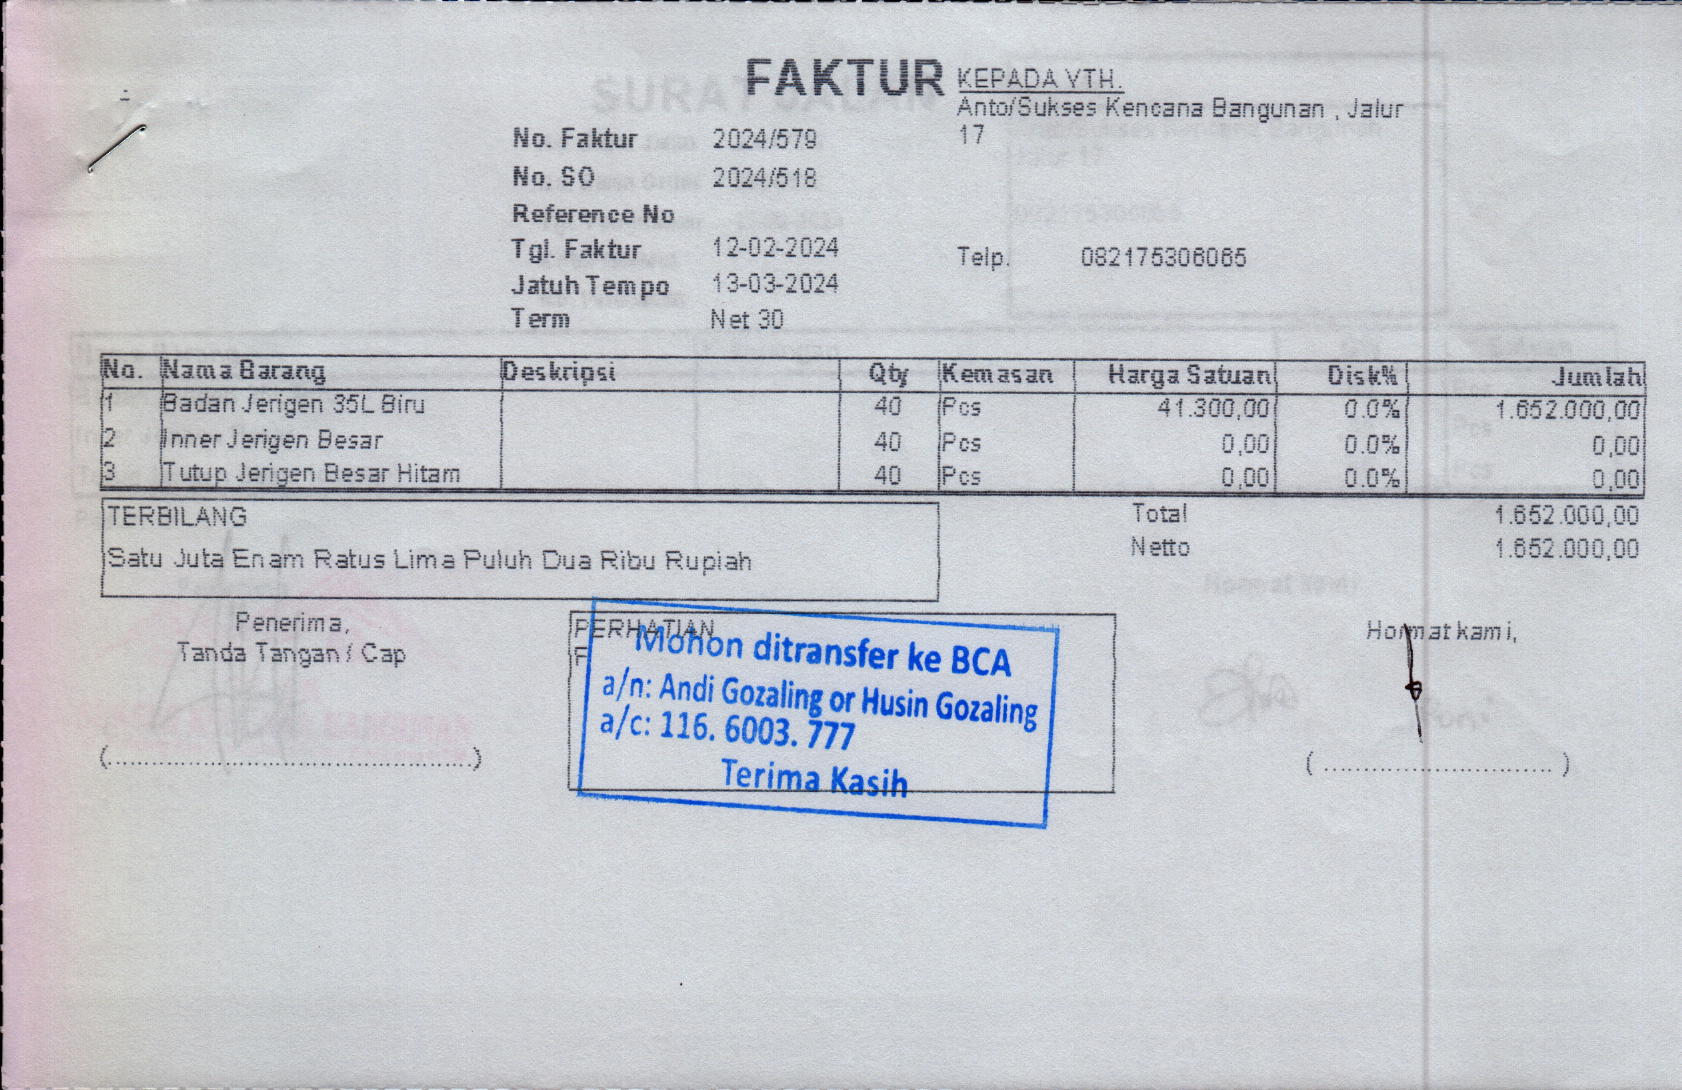 FAKTUR
KEPADA YTH.
Anto/Sukses Kencana Bangunan , Jalur
17
No. Faktur 2024/579
No. SO 2024/518
Reference No
Tgl. Faktur 12-02-2024
Telp. 082175306065
Jatuh Tempo 13-03-2024
Term Net 30
No. Nama Barang Deskripsi Qty Kemasan Harga Satuan Disk% Jumlah
1 Badan Jerigen 35L Biru 40 Pcs 41.300,00 0.0% 1.652.000,00
2 Inner Jerigen Besar 40 Pcs 0,00 0.0% 0,00
3 Tutup Jerigen Besar Hitam 40 Pcs 0,00 0.0% 0,00
TERBILANG
Satu Juta Enam Ratus Lima Puluh Dua Ribu Rupiah
Total 1.652.000,00
Netto 1.652.000,00
Penerima,
Tanda Tangan / Cap
(............................................)
PERHATIAN
Mohon ditransfer ke BCA
a/n: Andi Gozaling or Husin Gozaling
a/c: 116. 6003. 777
Terima Kasih
Hormat kami,
( ............................ )